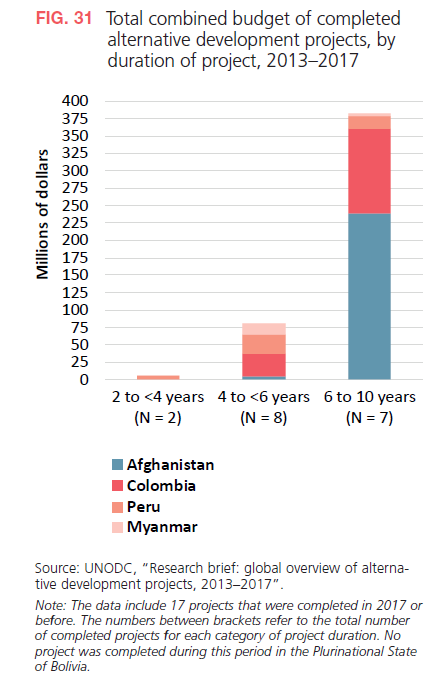 FIG. 31 Total combined budget of completed
alternative development projects, by
duration of project, 2013–2017
Millions of dollars
400
375
350
325
300
275
250
225
200
175
150
125
100
75
50
25
0
2 to <4 years 4 to <6 years 6 to 10 years
(N = 2) (N = 8) (N = 7)
Afghanistan
Colombia
Peru
Myanmar
Source: UNODC, “Research brief: global overview of alterna-
tive development projects, 2013–2017”.
Note: The data include 17 projects that were completed in 2017 or
before. The numbers between brackets refer to the total number
of completed projects for each category of project duration. No
project was completed during this period in the Plurinational State
of Bolivia.